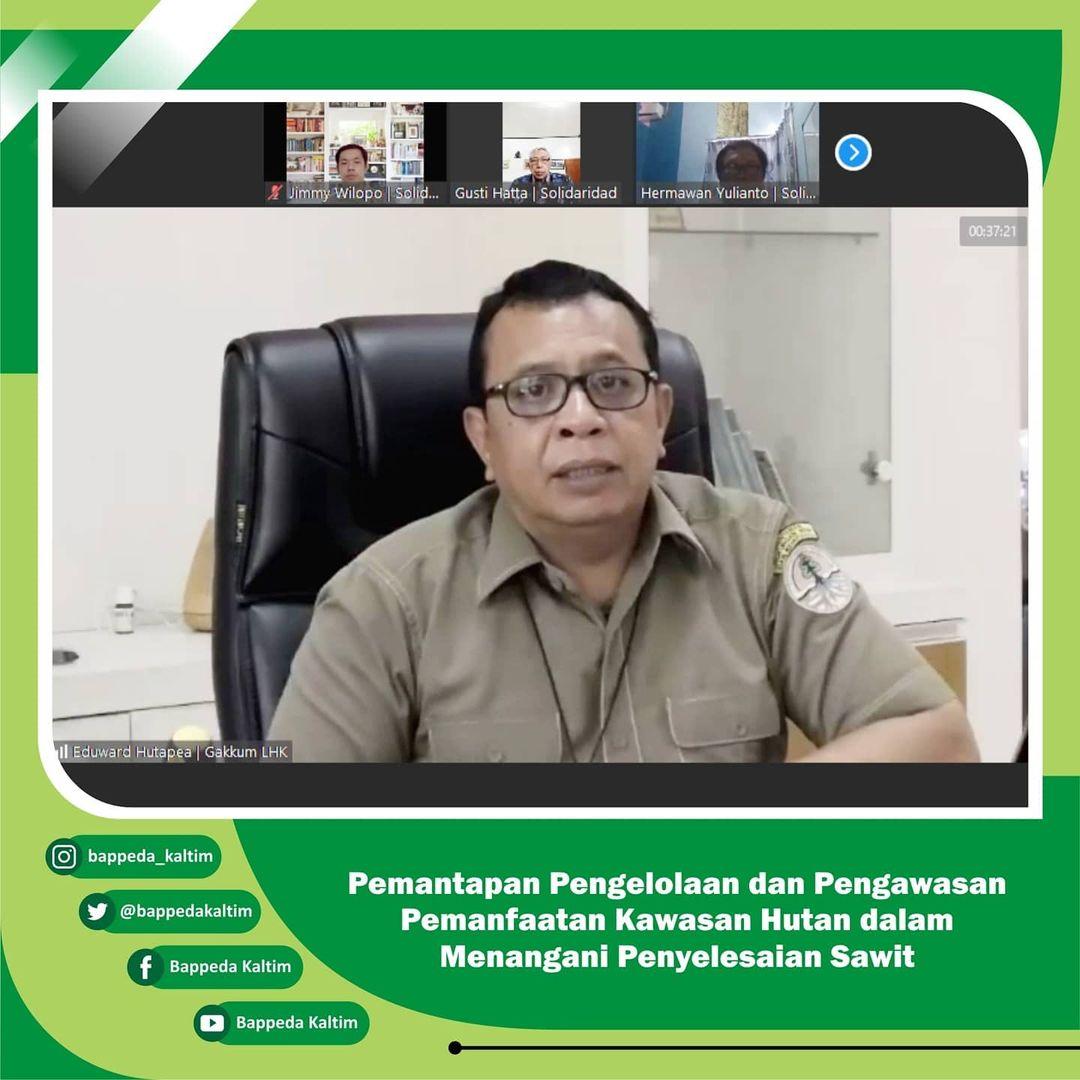 Jimmy Wilopo | Solid...
Gusti Hatta | Solidaridad
Hermawan Yulianto | Soli...
00:37:21
Eduward Hutapea | Gakkum LHK
bappeda_kaltim
@bappedakaltim
Bappeda Kaltim
Bappeda Kaltim
Pemantapan Pengelolaan dan Pengawasan
Pemanfaatan Kawasan Hutan dalam
Menangani Penyelesaian Sawit